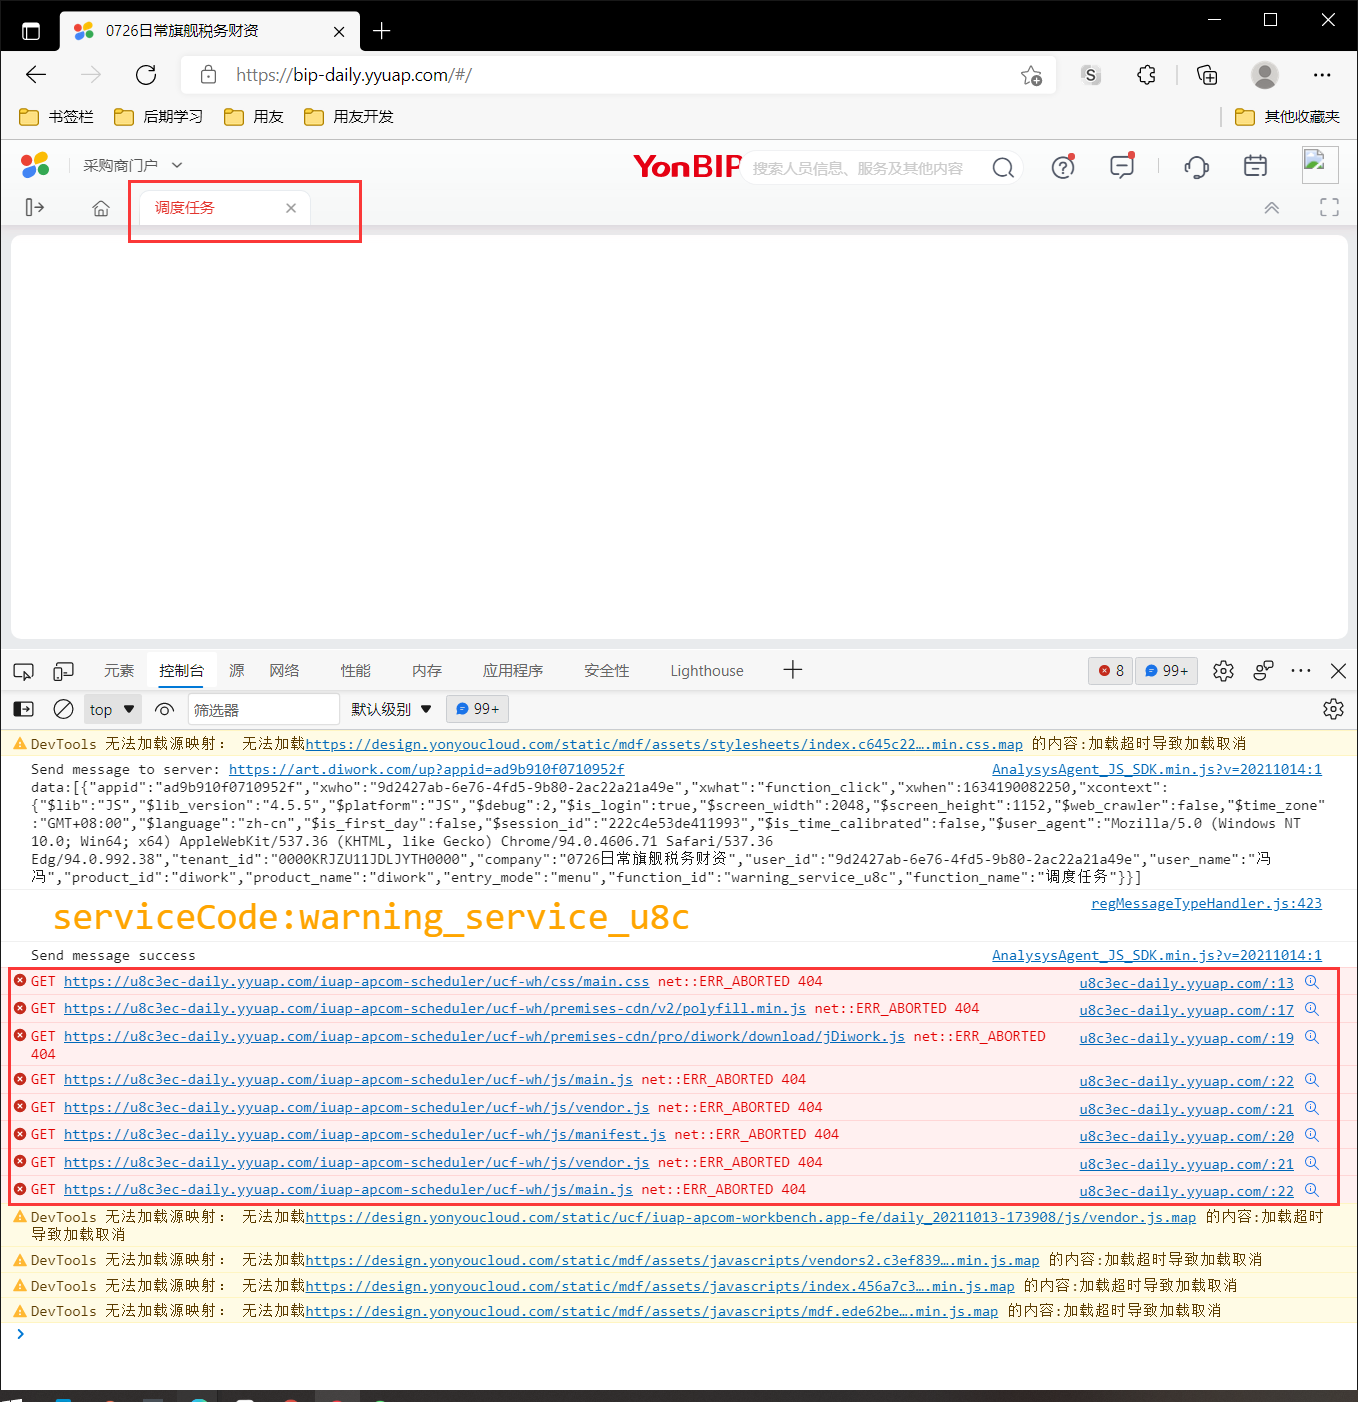 0726日常旗舰税务财资
https://bip-daily.yyuap.com/#/
S
书签栏 后期学习 用友 用友开发 其他收藏夹
采购商门户 YonBIP 搜索人员信息、服务及其他内容
调度任务
元素 控制台 源 网络 性能 内存 应用程序 安全性 Lighthouse 8 99+
top 筛选器 默认级别 99+
DevTools 无法加载源映射： 无法加载https://design.yonyoucloud.com/static/mdf/assets/stylesheets/index.c645c22….min.css.map 的内容:加载超时导致加载取消
Send message to server: https://art.diwork.com/up?appid=ad9b910f0710952f AnalysysAgent_JS_SDK.min.js?v=20211014:1
data:[{"appid":"ad9b910f0710952f","xwho":"9d2427ab-6e76-4fd5-9b80-2ac22a21a49e","xwhat":"function_click","xwhen":1634190082250,"xcontext":
{"$lib":"JS","$lib_version":"4.5.5","$platform":"JS","$debug":2,"$is_login":true,"$screen_width":2048,"$screen_height":1152,"$web_crawler":false,"$time_zone"
:"GMT+08:00","$language":"zh-cn","$is_first_day":false,"$session_id":"222c4e53de411993","$is_time_calibrated":false,"$user_agent":"Mozilla/5.0 (Windows NT
10.0; Win64; x64) AppleWebKit/537.36 (KHTML, like Gecko) Chrome/94.0.4606.71 Safari/537.36
Edg/94.0.992.38","tenant_id":"0000KRJZU11JDLJYTH0000","company":"0726日常旗舰税务财资","user_id":"9d2427ab-6e76-4fd5-9b80-2ac22a21a49e","user_name":"冯
冯","product_id":"diwork","product_name":"diwork","entry_mode":"menu","function_id":"warning_service_u8c","function_name":"调度任务"}}]
serviceCode:warning_service_u8c regMessageTypeHandler.js:423
Send message success AnalysysAgent_JS_SDK.min.js?v=20211014:1
GET https://u8c3ec-daily.yyuap.com/iuap-apcom-scheduler/ucf-wh/css/main.css net::ERR_ABORTED 404 u8c3ec-daily.yyuap.com/:13
GET https://u8c3ec-daily.yyuap.com/iuap-apcom-scheduler/ucf-wh/premises-cdn/v2/polyfill.min.js net::ERR_ABORTED 404 u8c3ec-daily.yyuap.com/:17
GET https://u8c3ec-daily.yyuap.com/iuap-apcom-scheduler/ucf-wh/premises-cdn/pro/diwork/download/jDiwork.js net::ERR_ABORTED u8c3ec-daily.yyuap.com/:19
404
GET https://u8c3ec-daily.yyuap.com/iuap-apcom-scheduler/ucf-wh/js/main.js net::ERR_ABORTED 404 u8c3ec-daily.yyuap.com/:22
GET https://u8c3ec-daily.yyuap.com/iuap-apcom-scheduler/ucf-wh/js/vendor.js net::ERR_ABORTED 404 u8c3ec-daily.yyuap.com/:21
GET https://u8c3ec-daily.yyuap.com/iuap-apcom-scheduler/ucf-wh/js/manifest.js net::ERR_ABORTED 404 u8c3ec-daily.yyuap.com/:20
GET https://u8c3ec-daily.yyuap.com/iuap-apcom-scheduler/ucf-wh/js/vendor.js net::ERR_ABORTED 404 u8c3ec-daily.yyuap.com/:21
GET https://u8c3ec-daily.yyuap.com/iuap-apcom-scheduler/ucf-wh/js/main.js net::ERR_ABORTED 404 u8c3ec-daily.yyuap.com/:22
DevTools 无法加载源映射： 无法加载https://design.yonyoucloud.com/static/ucf/iuap-apcom-workbench.app-fe/daily_20211013-173908/js/vendor.js.map 的内容:加载超时
导致加载取消
DevTools 无法加载源映射： 无法加载https://design.yonyoucloud.com/static/mdf/assets/javascripts/vendors2.c3ef839….min.js.map 的内容:加载超时导致加载取消
DevTools 无法加载源映射： 无法加载https://design.yonyoucloud.com/static/mdf/assets/javascripts/index.456a7c3….min.js.map 的内容:加载超时导致加载取消
DevTools 无法加载源映射： 无法加载https://design.yonyoucloud.com/static/mdf/assets/javascripts/mdf.ede62be….min.js.map 的内容:加载超时导致加载取消